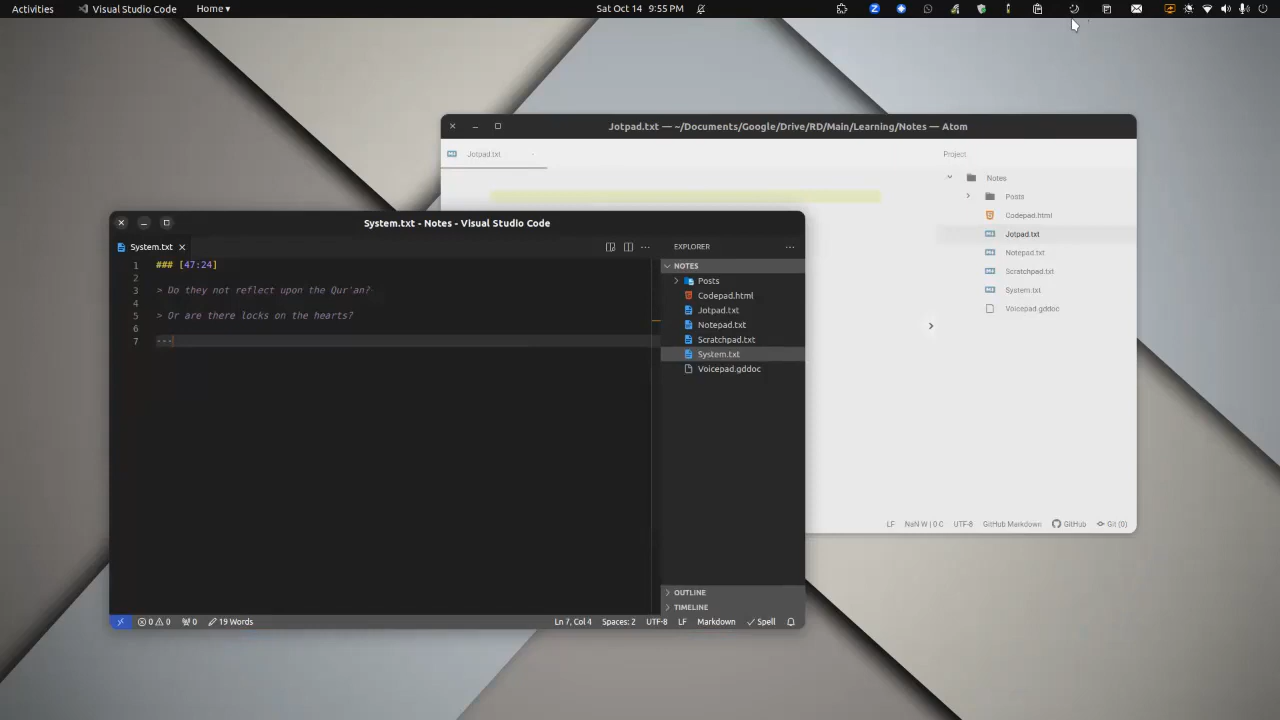 Activities
Visual Studio Code
Home ▾
Sat Oct 14 9:55 PM
Jotpad.txt — ~/Documents/Google/Drive/RD/Main/Learning/Notes — Atom
Jotpad.txt
Project
Notes
Posts
Codepad.html
Jotpad.txt
Notepad.txt
Scratchpad.txt
System.txt
Voicepad.gddoc
LF NaN W | 0 C UTF-8 GitHub Markdown GitHub Git (0)
System.txt - Notes - Visual Studio Code
System.txt
1 ### [47:24]
2
3 > Do they not reflect upon the Qur'an?
4
5 > Or are there locks on the hearts?
6
7 ---
EXPLORER
NOTES
Posts
Codepad.html
Jotpad.txt
Notepad.txt
Scratchpad.txt
System.txt
Voicepad.gddoc
OUTLINE
TIMELINE
0 0 0 19 Words Ln 7, Col 4 Spaces: 2 UTF-8 LF Markdown Spell